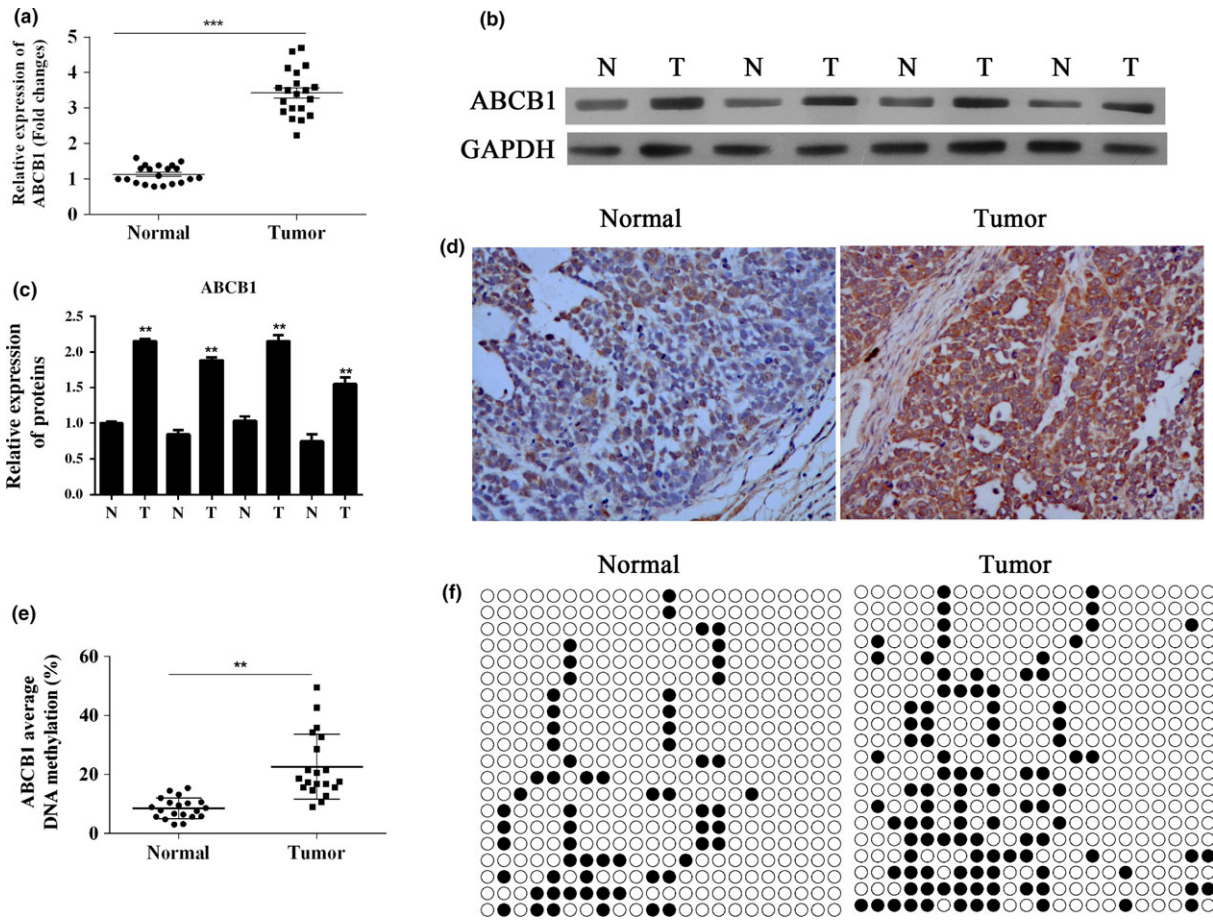 (a)
***
Relative expression of
ABCB1 (Fold changes)
5
4
3
2
1
0
Normal Tumor
(b)
N T N T N T N T
ABCB1
GAPDH
(c)
ABCB1
Relative expression
of proteins
2.5
2.0
1.5
1.0
0.5
0.0
** ** ** **
N T N T N T N T
(d)
Normal Tumor
(e)
**
ABCB1 average
DNA methylation (%)
60
40
20
0
Normal Tumor
(f)
Normal Tumor